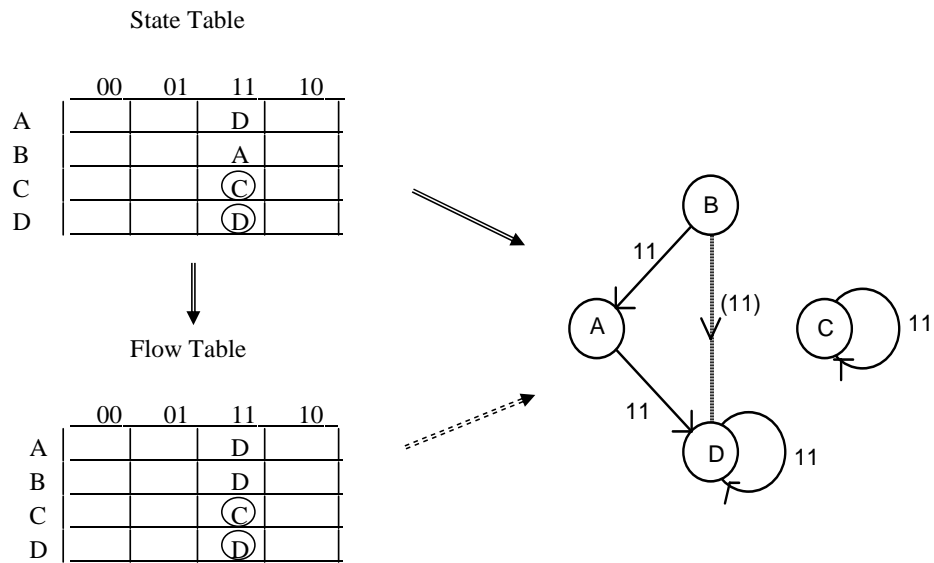 State Table
00 01 11 10
A D
B A
C C
D D
Flow Table
00 01 11 10
A D
B D
C C
D D
B
11
(11)
A
C
11
11
D
11